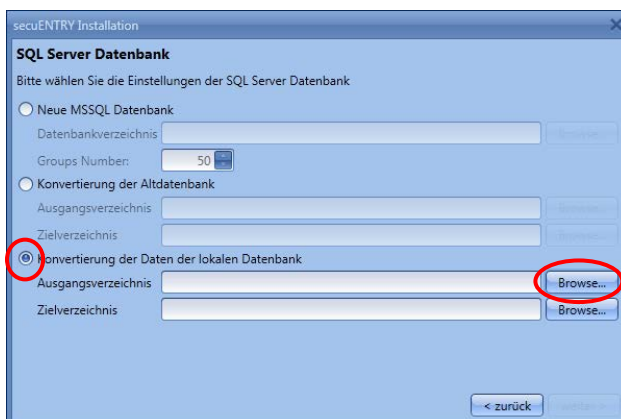 secuENTRY Installation
SQL Server Datenbank
Bitte wählen Sie die Einstellungen der SQL Server Datenbank
Neue MSSQL Datenbank
Datenbankverzeichnis Browse...
Groups Number: 50
Konvertierung der Altdatenbank
Ausgangsverzeichnis Browse...
Zielverzeichnis Browse...
Konvertierung der Daten der lokalen Datenbank
Ausgangsverzeichnis Browse...
Zielverzeichnis Browse...
< zurück